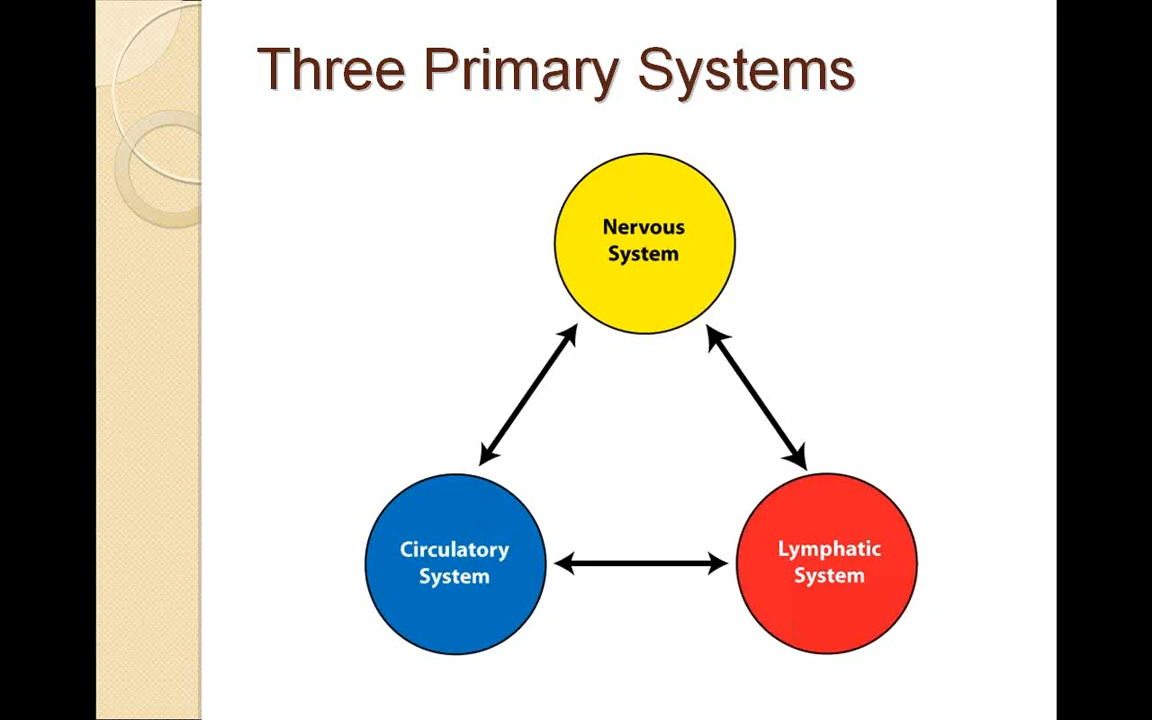 Three Primary Systems
Nervous
System
Circulatory
System
Lymphatic
System